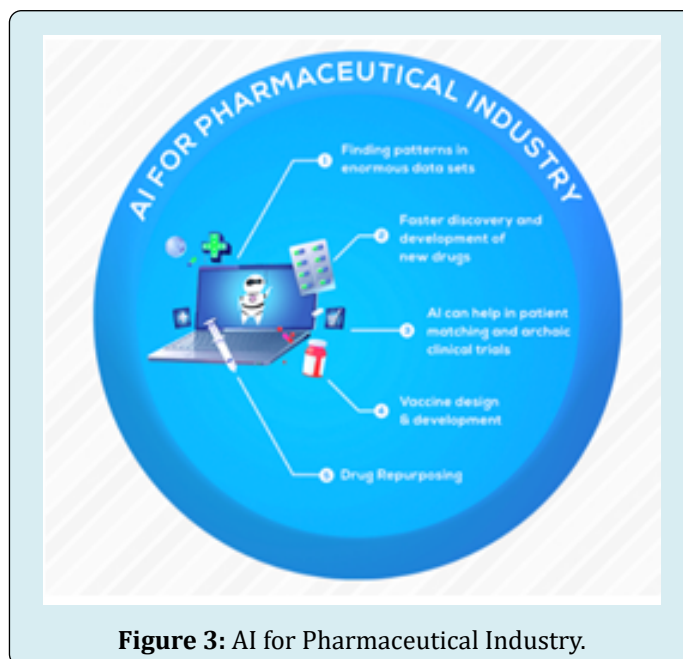 AI FOR PHARMACEUTICAL INDUSTRY
1 Finding patterns in
enormous data sets
2 Faster discovery and
development of
new drugs
3 AI can help in patient
matching and archaic
clinical trials
4 Vaccine design
& development
5 Drug Repurposing
Figure 3: AI for Pharmaceutical Industry.